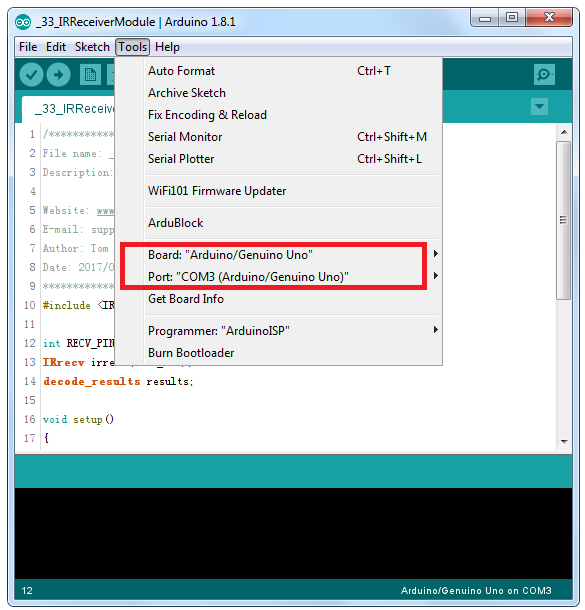 _33_IRReceiverModule | Arduino 1.8.1
File Edit Sketch Tools Help
_33_IRReceive
Auto Format Ctrl+T
Archive Sketch
Fix Encoding & Reload
Serial Monitor Ctrl+Shift+M
Serial Plotter Ctrl+Shift+L
WiFi101 Firmware Updater
ArduBlock
Board: "Arduino/Genuino Uno"
Port: "COM3 (Arduino/Genuino Uno)"
Get Board Info
Programmer: "ArduinoISP"
Burn Bootloader
1 /***********
2 File name: _
3 Description:
4
5 Website: www
6 E-mail: supp
7 Author: Tom
8 Date: 2017/0
9 ************
10 #include <IR
11
12 int RECV_PIN
13 IRrecv irre
14 decode_results results;
15
16 void setup()
17 {
12 Arduino/Genuino Uno on COM3